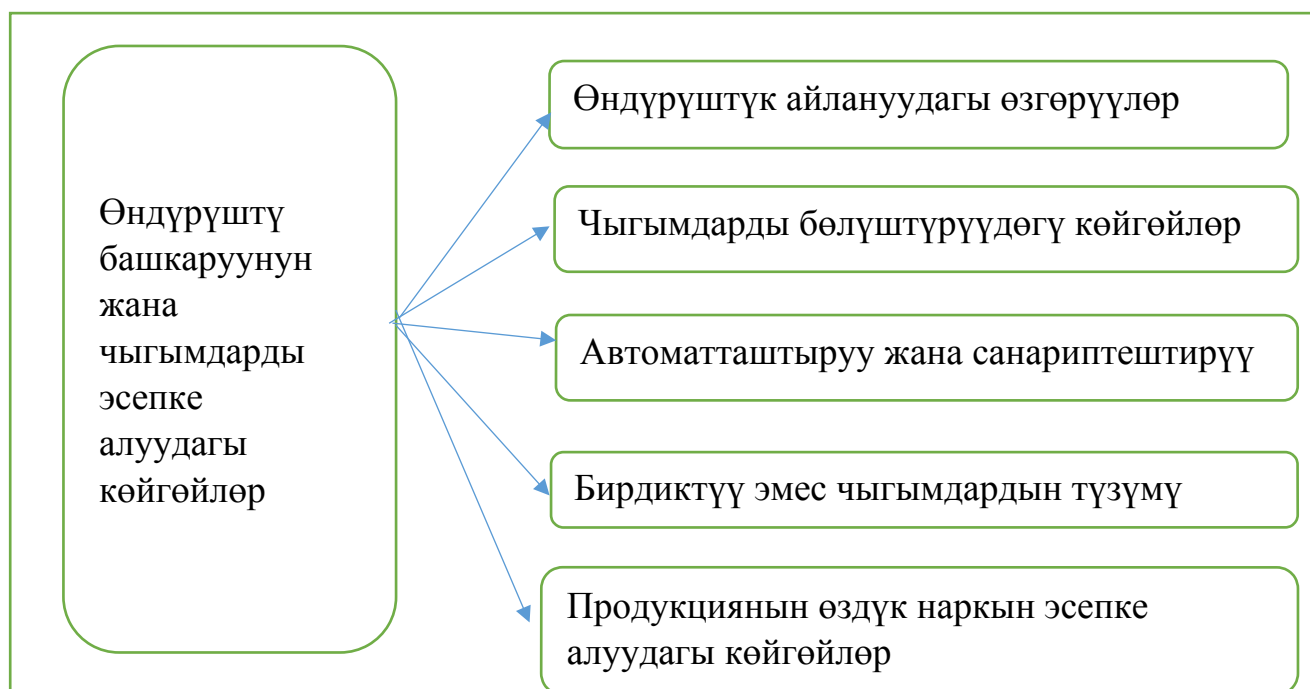 Өндүрүштү
башкаруунун
жана
чыгымдарды
эсепке
алуудагы
көйгөйлөр
Өндүрүштүк айлануудагы өзгөрүүлөр
Чыгымдарды бөлүштүрүүдөгү көйгөйлөр
Автоматташтыруу жана санариптештирүү
Бирдиктүү эмес чыгымдардын түзүмү
Продукциянын өздүк наркын эсепке
алуудагы көйгөйлөр